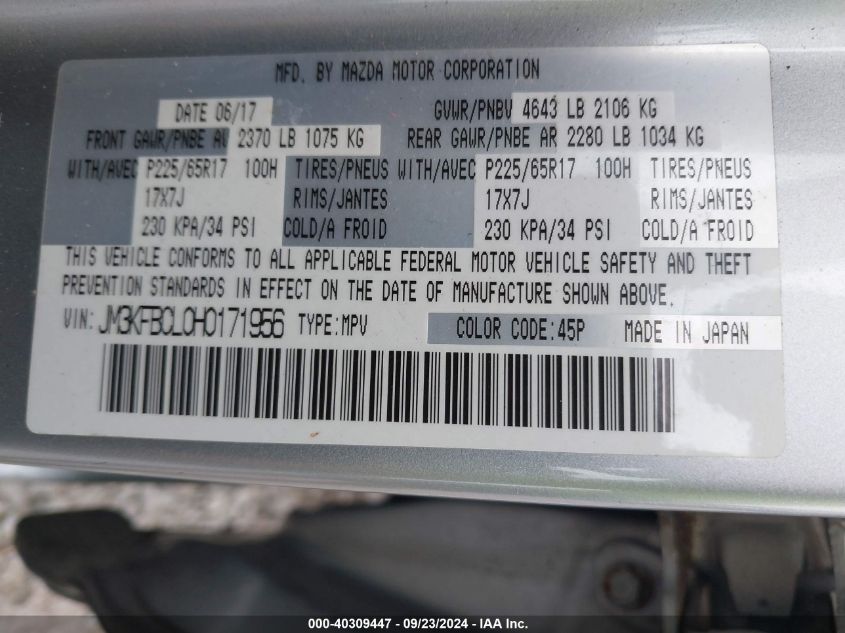 MFD. BY MAZDA MOTOR CORPORATION
DATE 06/17 GVWR/PNBV 4643 LB 2106 KG
FRONT GAWR/PNBE AV 2370 LB 1075 KG REAR GAWR/PNBE AR 2280 LB 1034 KG
WITH/AVEC P225/65R17 100H TIRES/PNEUS WITH/AVEC P225/65R17 100H TIRES/PNEUS
17X7J RIMS/JANTES 17X7J RIMS/JANTES
230 KPA/34 PSI COLD/A FROID 230 KPA/34 PSI COLD/A FROID
THIS VEHICLE CONFORMS TO ALL APPLICABLE FEDERAL MOTOR VEHICLE SAFETY AND THEFT
PREVENTION STANDARDS IN EFFECT ON THE DATE OF MANUFACTURE SHOWN ABOVE.
VIN: JM3KFBCL0H0171956 TYPE:MPV COLOR CODE:45P MADE IN JAPAN
000-40309447 - 09/23/2024 - IAA Inc.